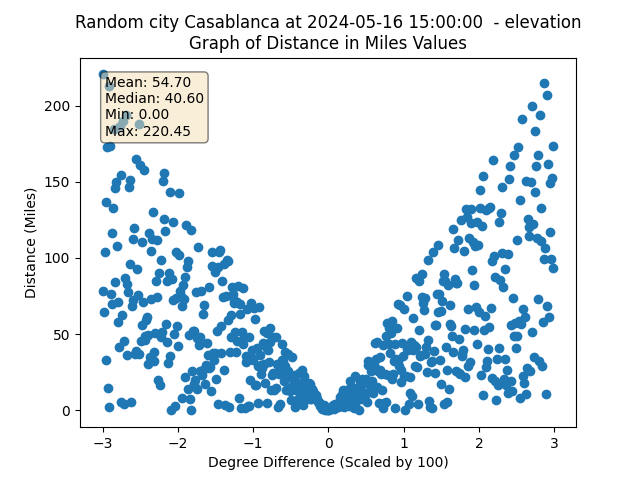 Random city Casablanca at 2024-05-16 15:00:00 - elevation
Graph of Distance in Miles Values
Mean: 54.70
Median: 40.60
Min: 0.00
Max: 220.45
200
150
100
50
0
Distance (Miles)
−3 −2 −1 0 1 2 3
Degree Difference (Scaled by 100)